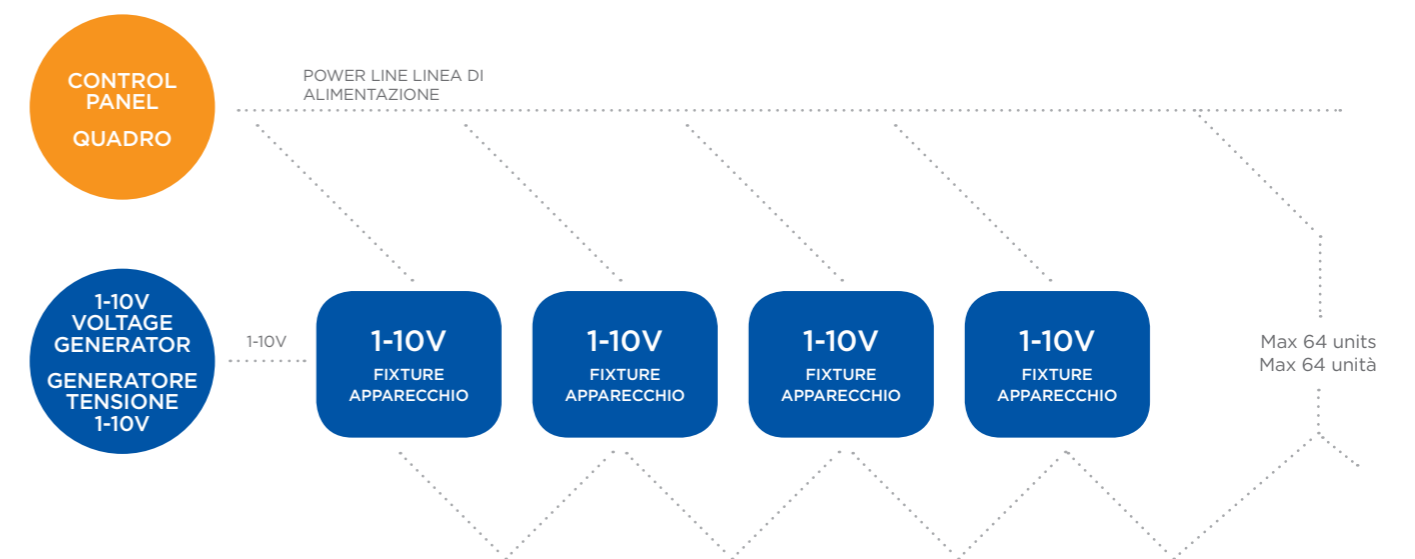 CONTROL
PANEL
QUADRO
POWER LINE LINEA DI
ALIMENTAZIONE
1-10V
VOLTAGE
GENERATOR
GENERATORE
TENSIONE
1-10V
1-10V
1-10V
FIXTURE
APPARECCHIO
1-10V
FIXTURE
APPARECCHIO
1-10V
FIXTURE
APPARECCHIO
1-10V
FIXTURE
APPARECCHIO
Max 64 units
Max 64 unità